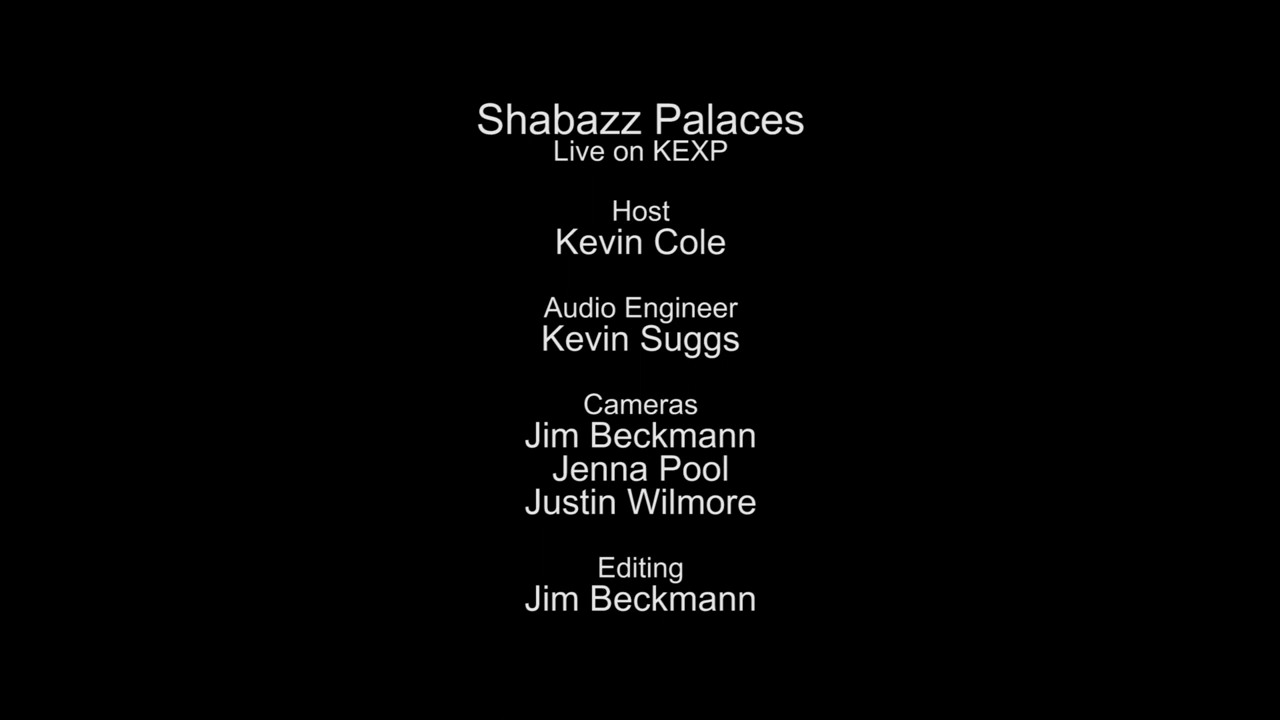 Shabazz Palaces
Live on KEXP
Host
Kevin Cole
Audio Engineer
Kevin Suggs
Cameras
Jim Beckmann
Jenna Pool
Justin Wilmore
Editing
Jim Beckmann